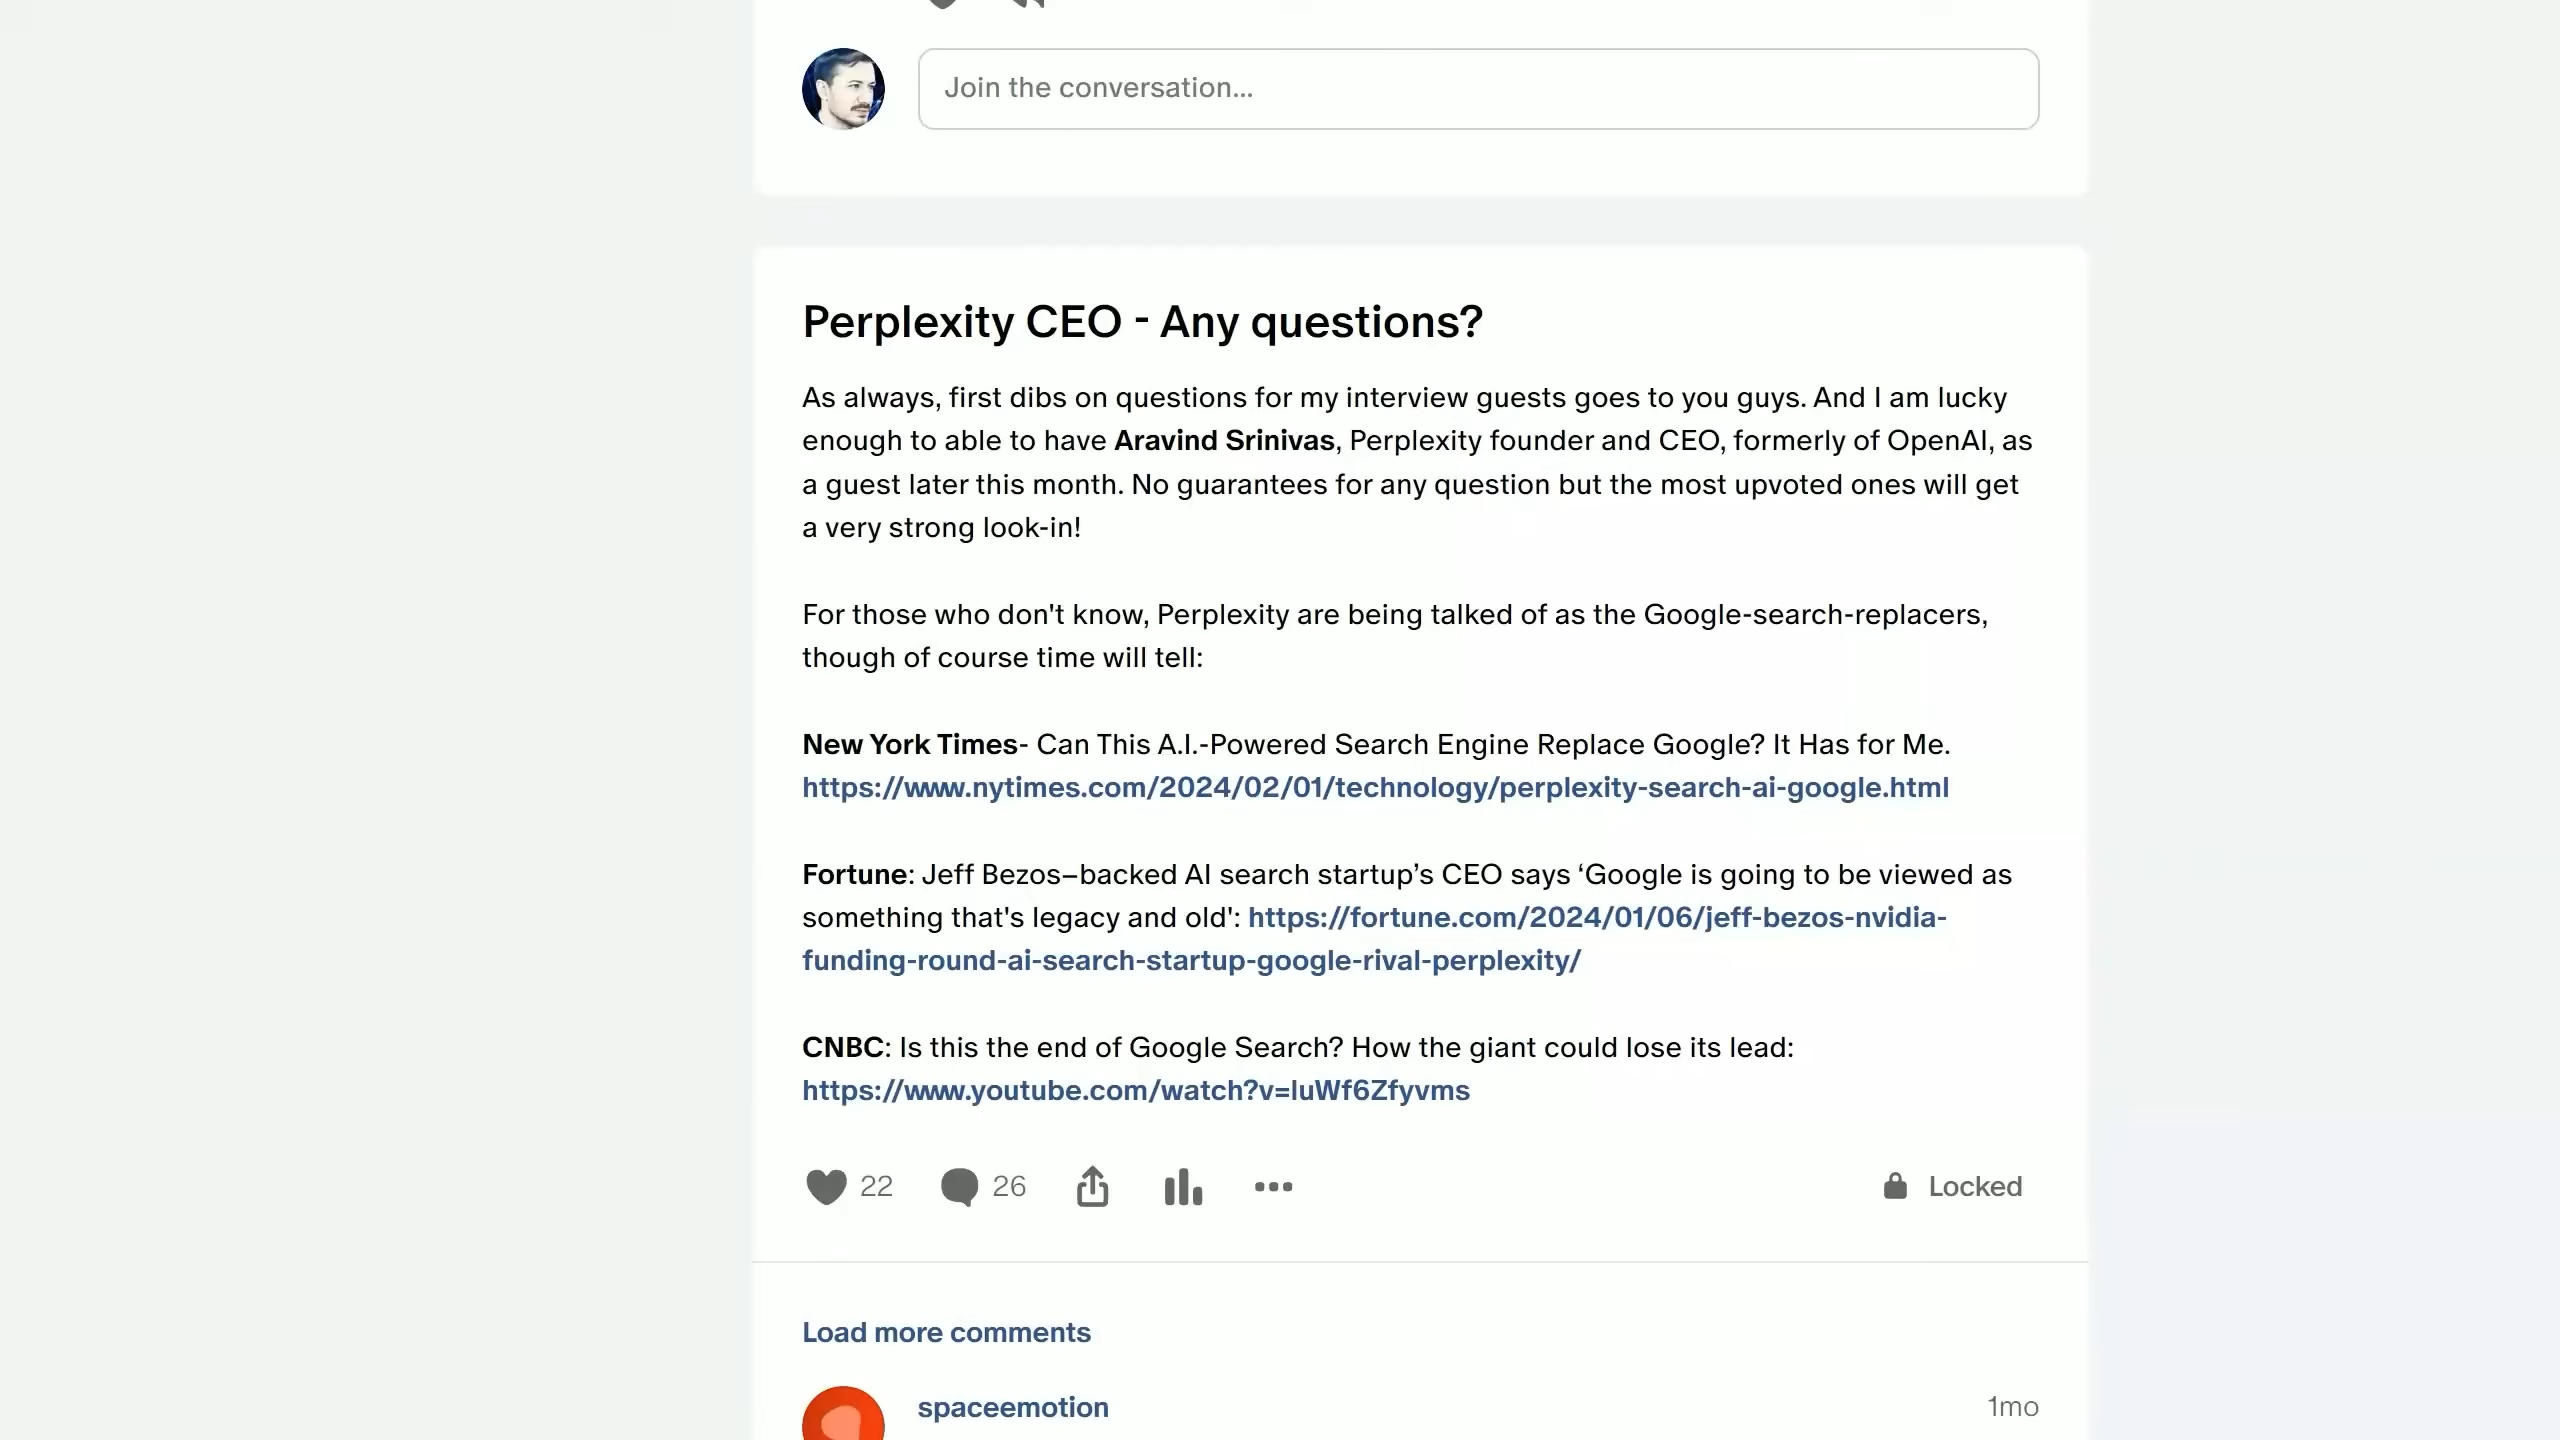 Join the conversation...
Perplexity CEO - Any questions?
As always, first dibs on questions for my interview guests goes to you guys. And I am lucky
enough to able to have Aravind Srinivas, Perplexity founder and CEO, formerly of OpenAI, as
a guest later this month. No guarantees for any question but the most upvoted ones will get
a very strong look-in!
For those who don't know, Perplexity are being talked of as the Google-search-replacers,
though of course time will tell:
New York Times- Can This A.I.-Powered Search Engine Replace Google? It Has for Me.
https://www.nytimes.com/2024/02/01/technology/perplexity-search-ai-google.html
Fortune: Jeff Bezos–backed AI search startup’s CEO says ‘Google is going to be viewed as
something that's legacy and old': https://fortune.com/2024/01/06/jeff-bezos-nvidia-
funding-round-ai-search-startup-google-rival-perplexity/
CNBC: Is this the end of Google Search? How the giant could lose its lead:
https://www.youtube.com/watch?v=luWf6Zfyvms
22 26 Locked
Load more comments
spaceemotion 1mo